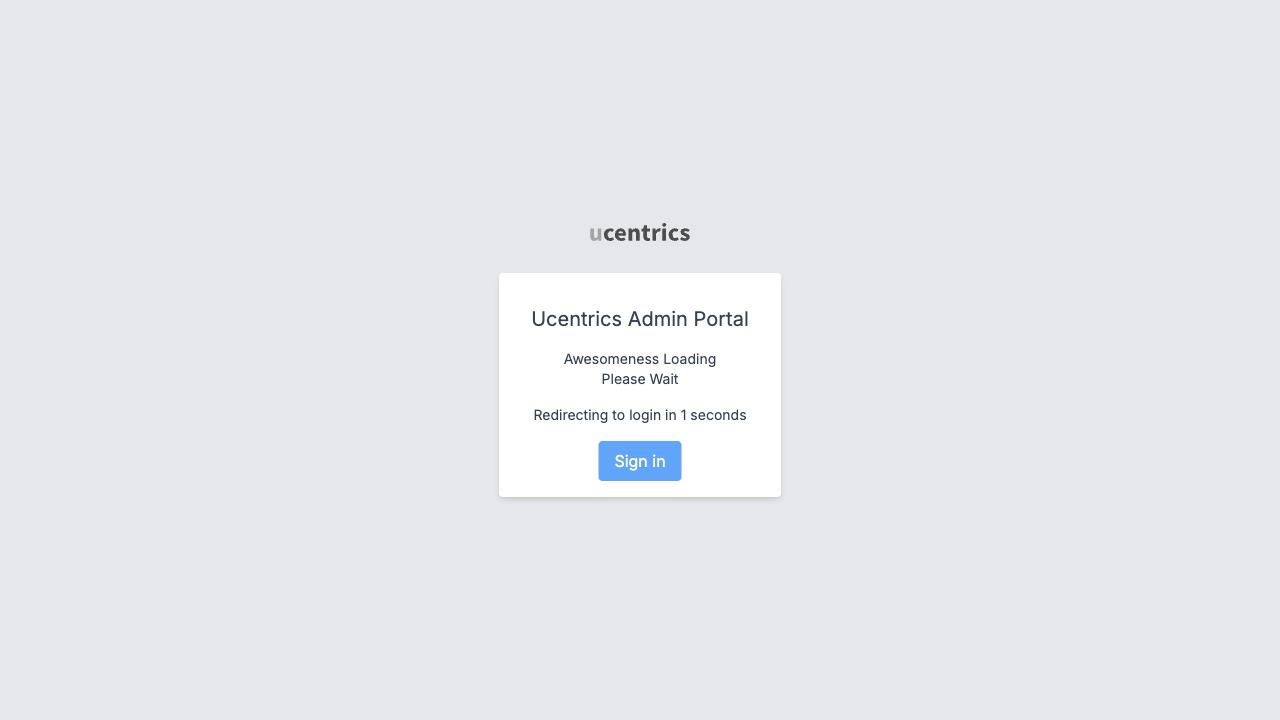 ucentrics
Ucentrics Admin Portal
Awesomeness Loading
Please Wait
Redirecting to login in 1 seconds
Sign in